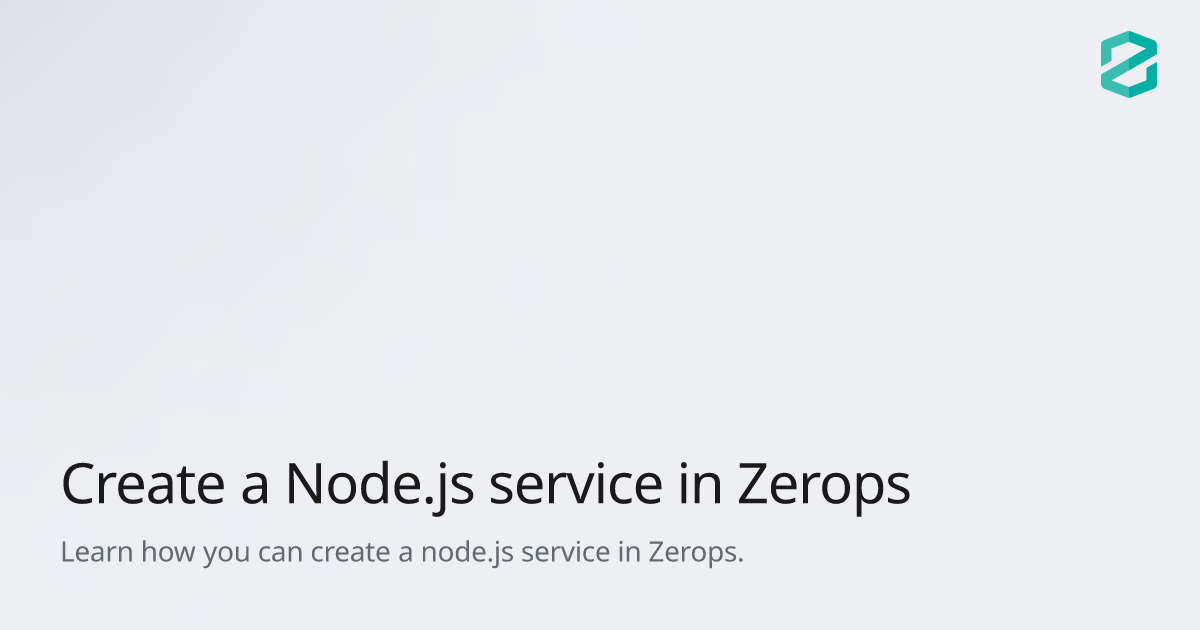 Create a Node.js service in Zerops
Learn how you can create a node.js service in Zerops.